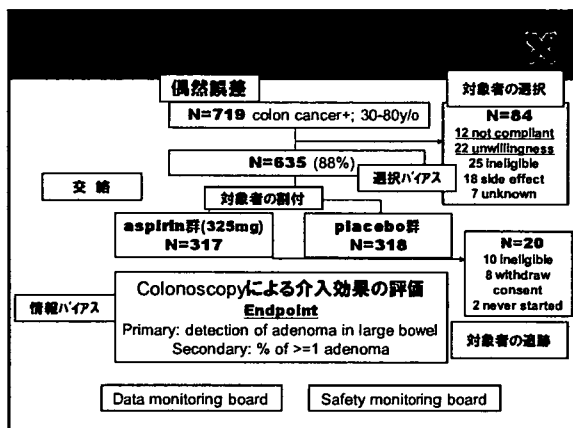 偶然誤差
対象者の選択
N=719 colon cancer+; 30-80y/o
N=84
12 not compliant
22 unwillingness
25 ineligible
18 side effect
7 unknown
N=635 (88%)
選択バイアス
交絡
対象者の割付
aspirin群(325mg)
N=317
placebo群
N=318
N=20
10 ineligible
8 withdraw
consent
2 never started
情報バイアス
Colonoscopyによる介入効果の評価
Endpoint
Primary: detection of adenoma in large bowel
Secondary: % of >=1 adenoma
対象者の追跡
Data monitoring board
Safety monitoring board